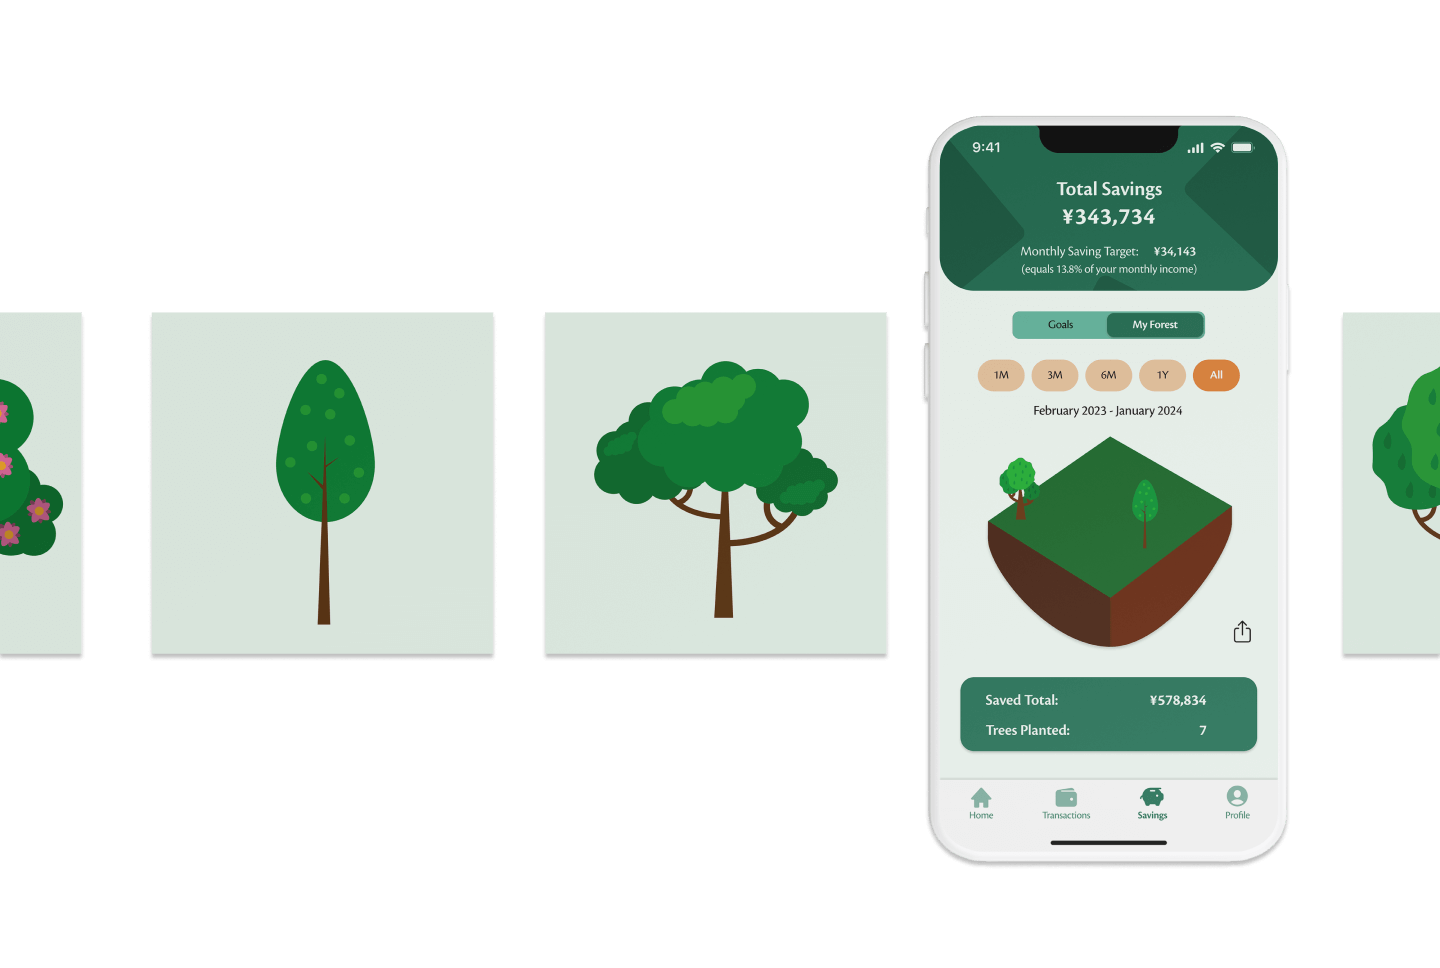 9:41
Total Savings
¥343,734
Monthly Saving Target: ¥34,143
(equals 13.8% of your monthly income)
Goals My Forest
1M 3M 6M 1Y All
February 2023 - January 2024
Saved Total: ¥578,834
Trees Planted: 7
Home Transactions Savings Profile